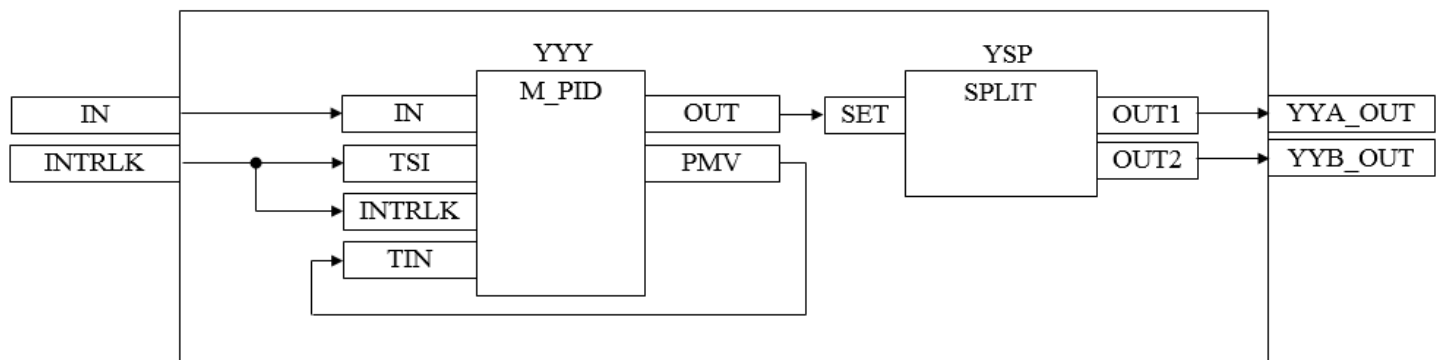 YYY
YSP
M_PID
SPLIT
IN
IN
OUT
SET
OUT1
YYA_OUT
INTRLK
TSI
PMV
OUT2
YYB_OUT
INTRLK
TIN